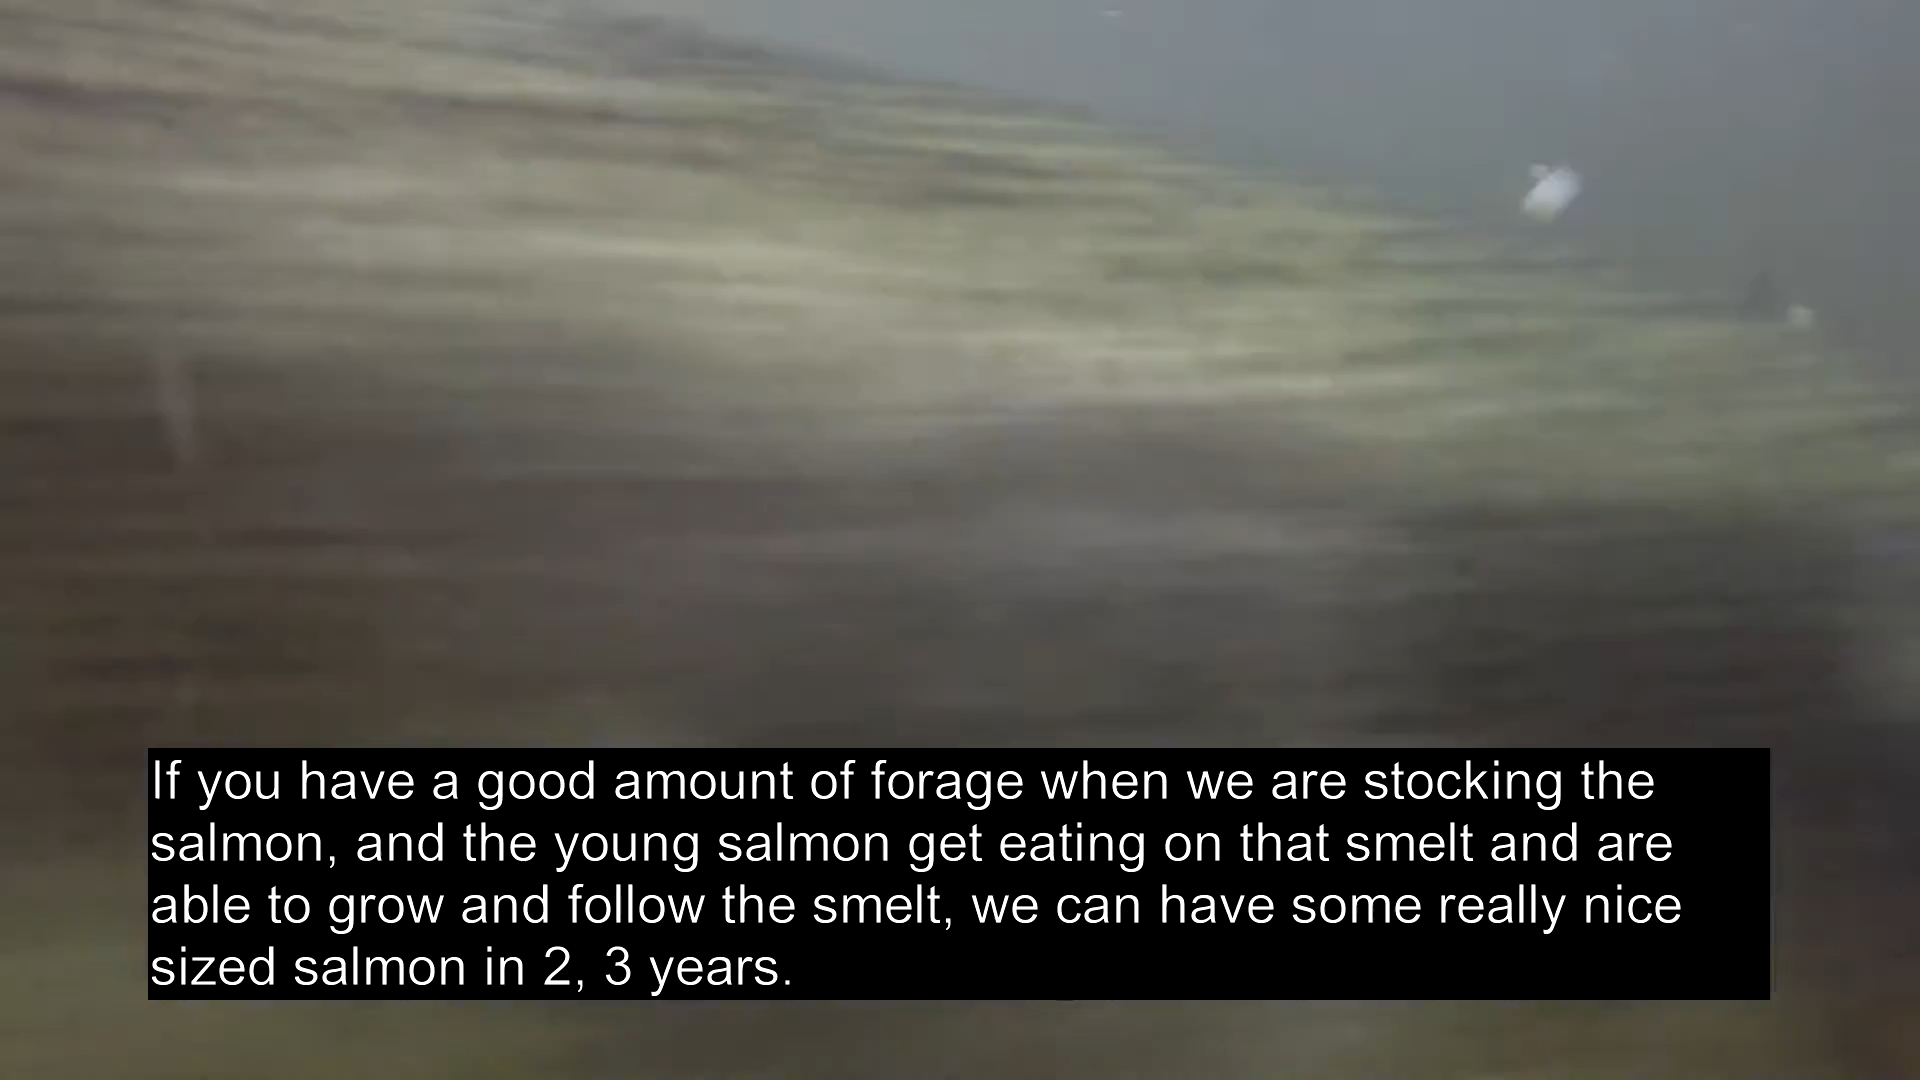 If you have a good amount of forage when we are stocking the
salmon, and the young salmon get eating on that smelt and are
able to grow and follow the smelt, we can have some really nice
sized salmon in 2, 3 years.